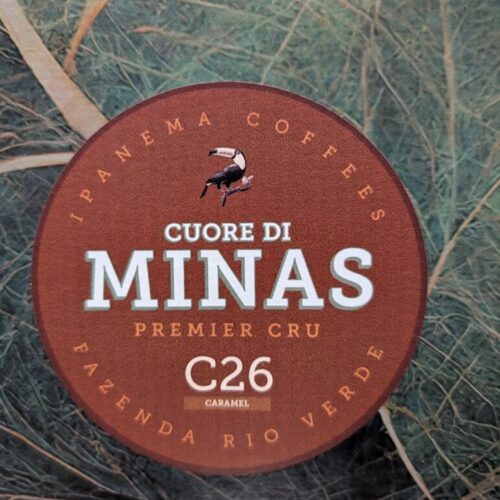 IPANEMA COFFEES
CUORE DI
MINAS
PREMIER CRU
C26
CARAMEL
FAZENDA RIO VERDE